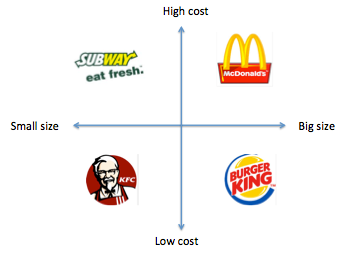 High cost
SUBWAY
eat fresh.
McDonald's
Small size
Big size
KFC
BURGER
KING
Low cost